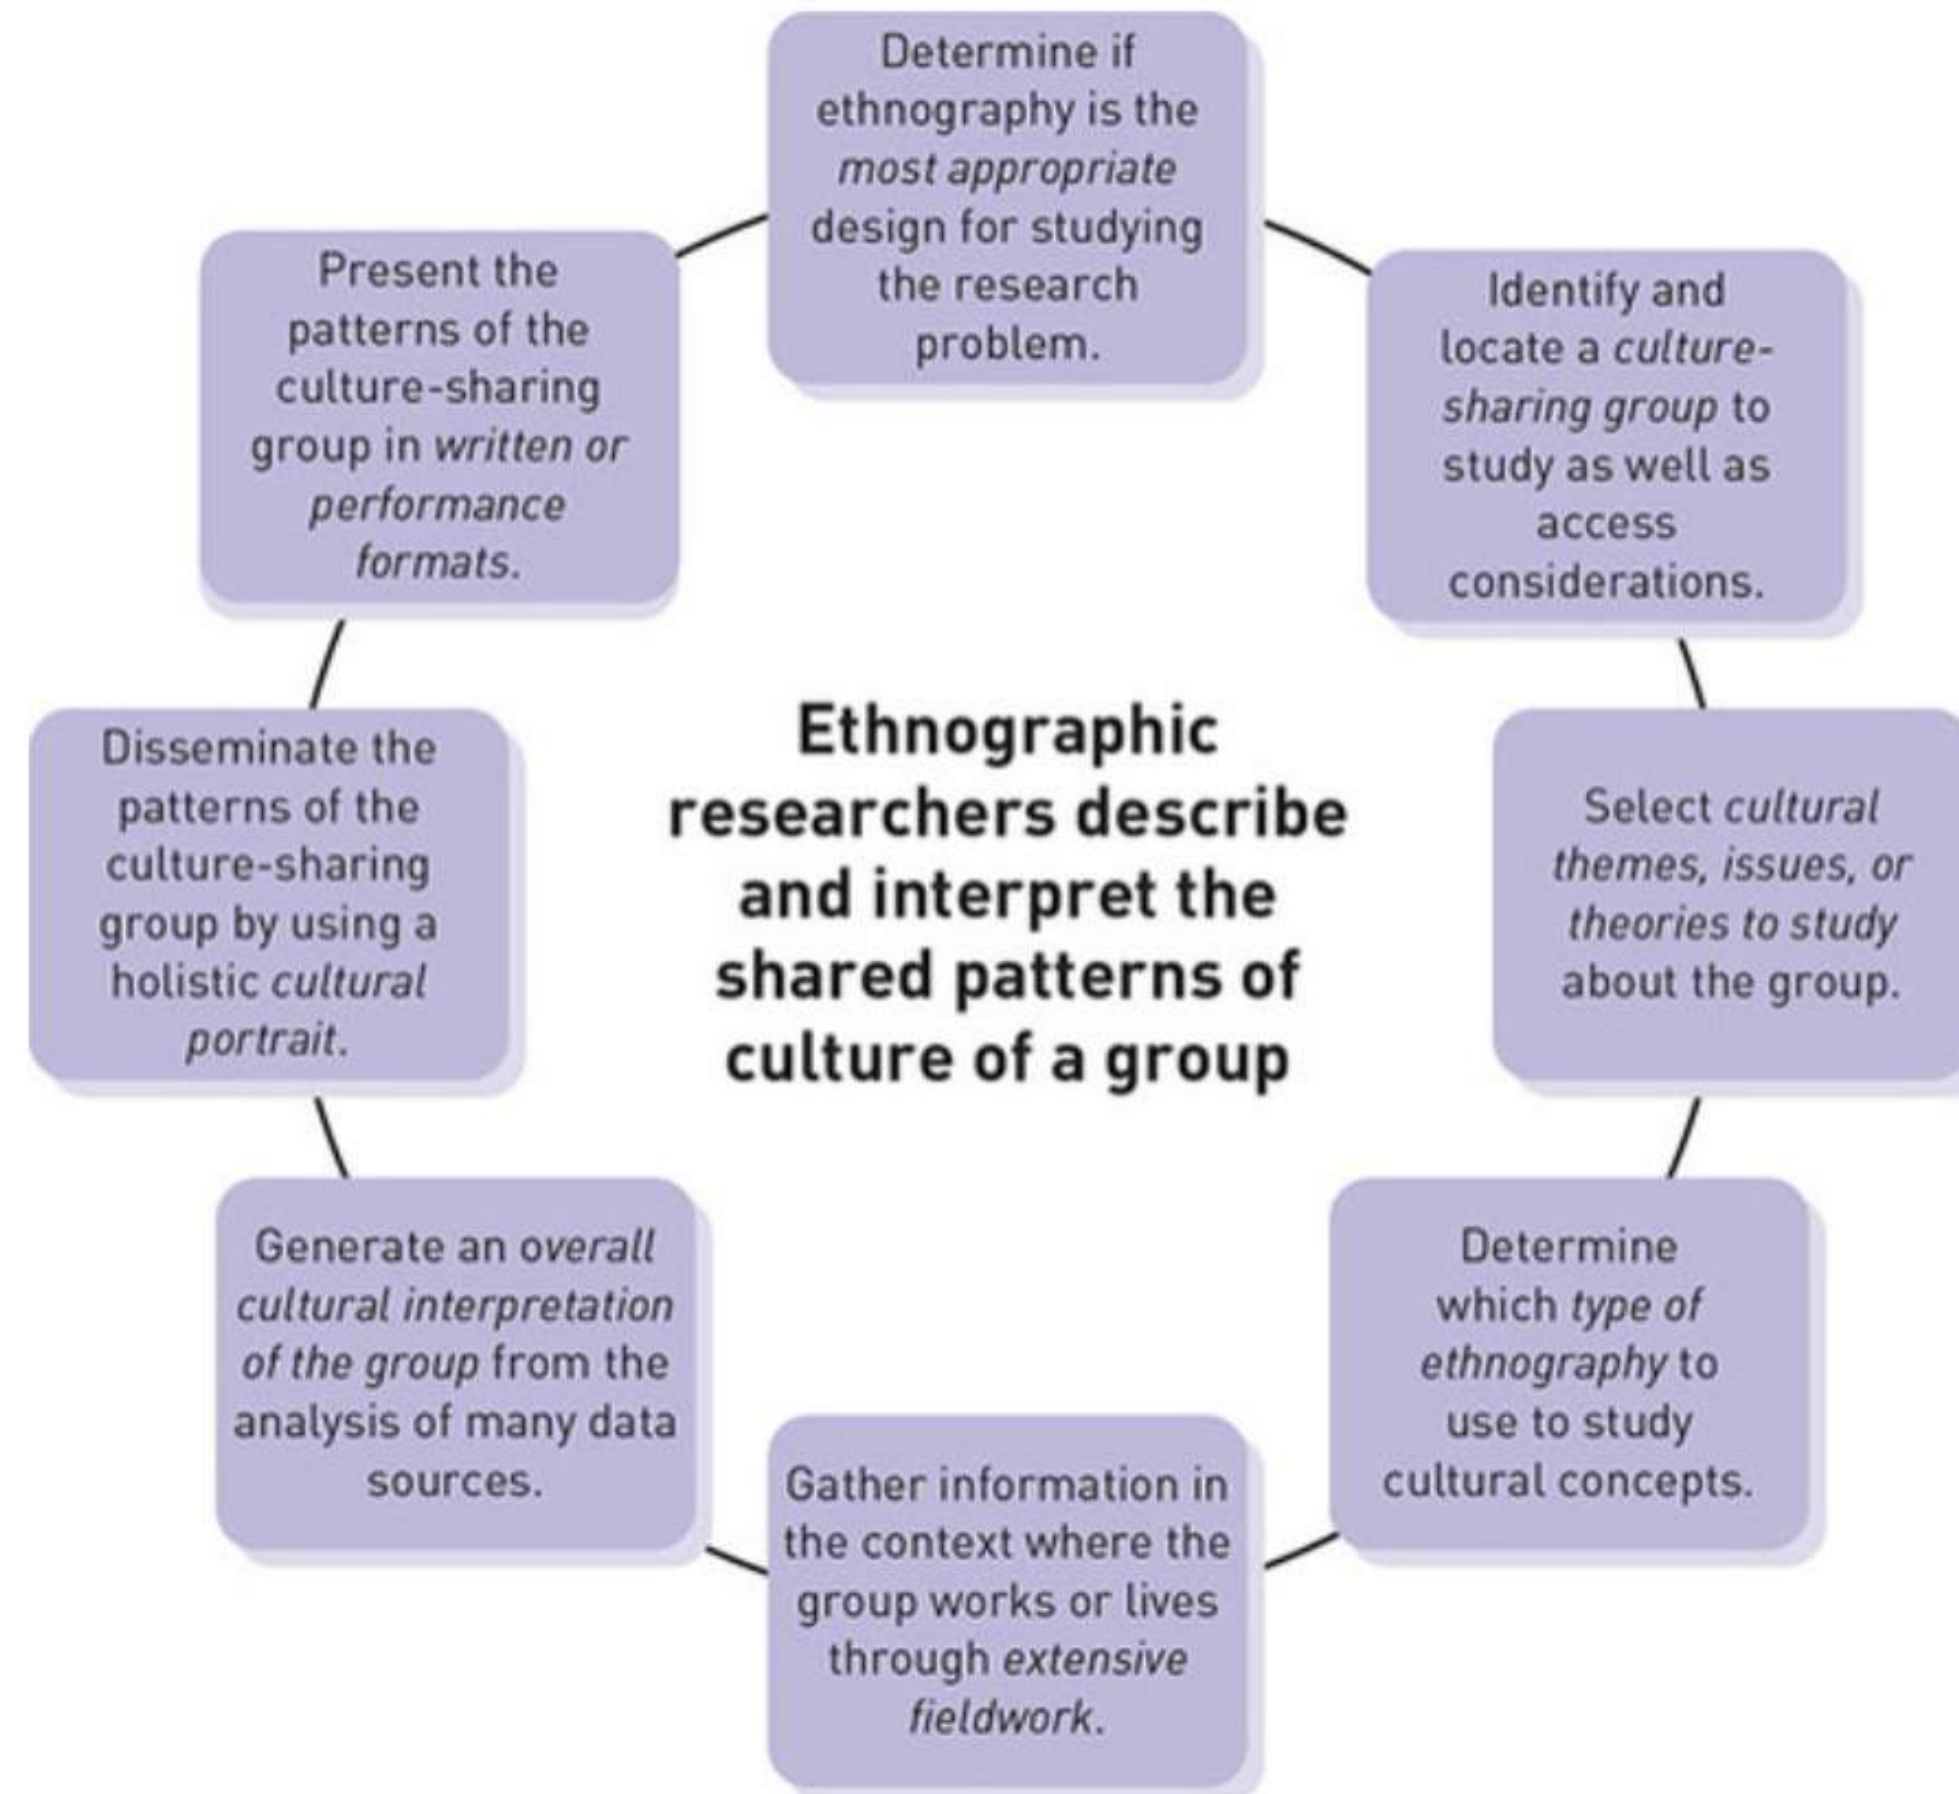 Determine if
ethnography is the
most appropriate
design for studying
the research
problem.
Identify and
locate a culture-
sharing group to
study as well as
access
considerations.
Select cultural
themes, issues, or
theories to study
about the group.
Determine
which type of
ethnography to
use to study
cultural concepts.
Gather information in
the context where the
group works or lives
through extensive
fieldwork.
Generate an overall
cultural interpretation
of the group from the
analysis of many data
sources.
Disseminate the
patterns of the
culture-sharing
group by using a
holistic cultural
portrait.
Present the
patterns of the
culture-sharing
group in written or
performance
formats.
Ethnographic
researchers describe
and interpret the
shared patterns of
culture of a group